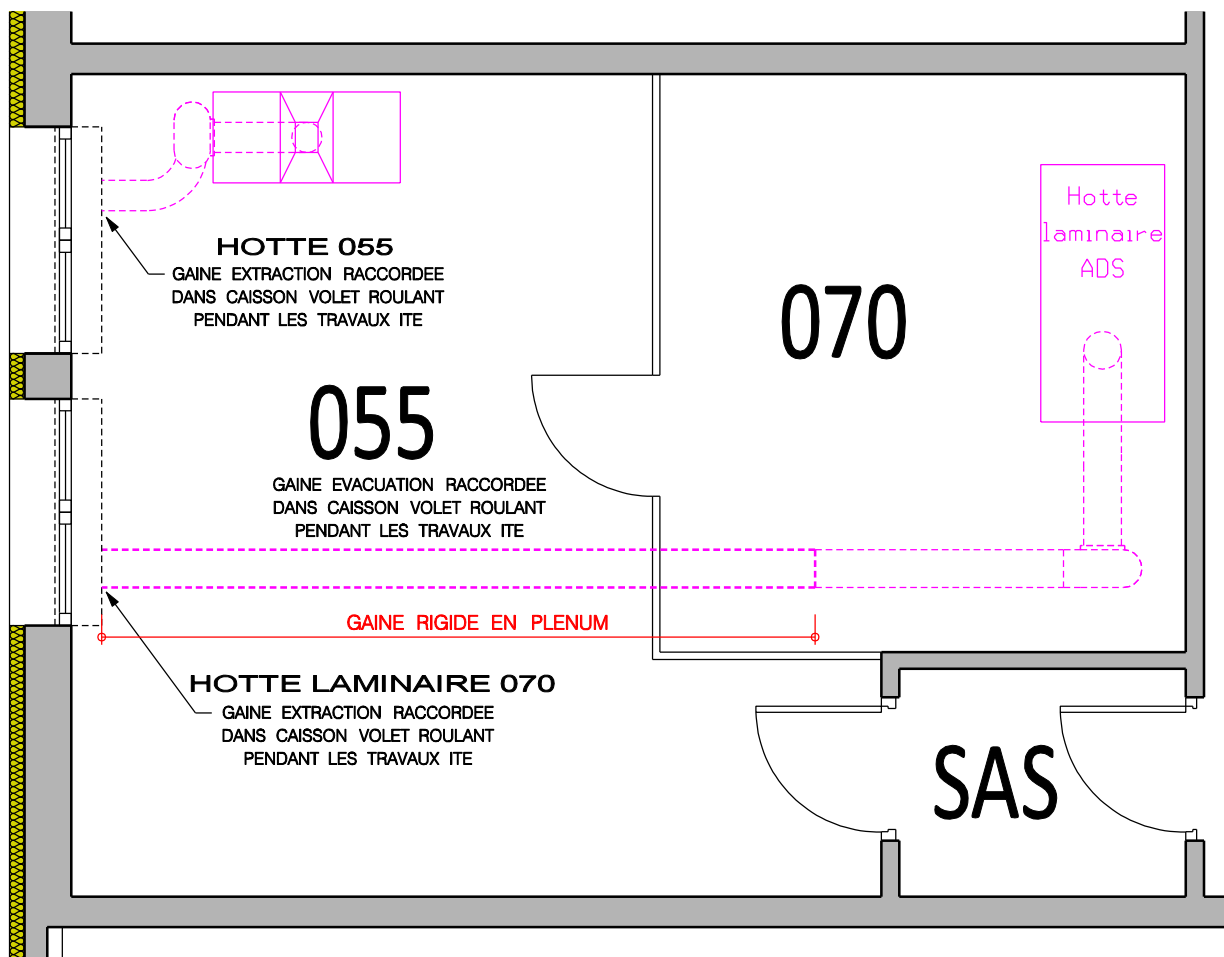 Hotte
laminaire
ADS
HOTTE 055
GAINE EXTRACTION RACCORDEE
DANS CAISSON VOLET ROULANT
PENDANT LES TRAVAUX ITE
070
055
GAINE EVACUATION RACCORDEE
DANS CAISSON VOLET ROULANT
PENDANT LES TRAVAUX ITE
GAINE RIGIDE EN PLENUM
HOTTE LAMINAIRE 070
GAINE EXTRACTION RACCORDEE
DANS CAISSON VOLET ROULANT
PENDANT LES TRAVAUX ITE
SAS